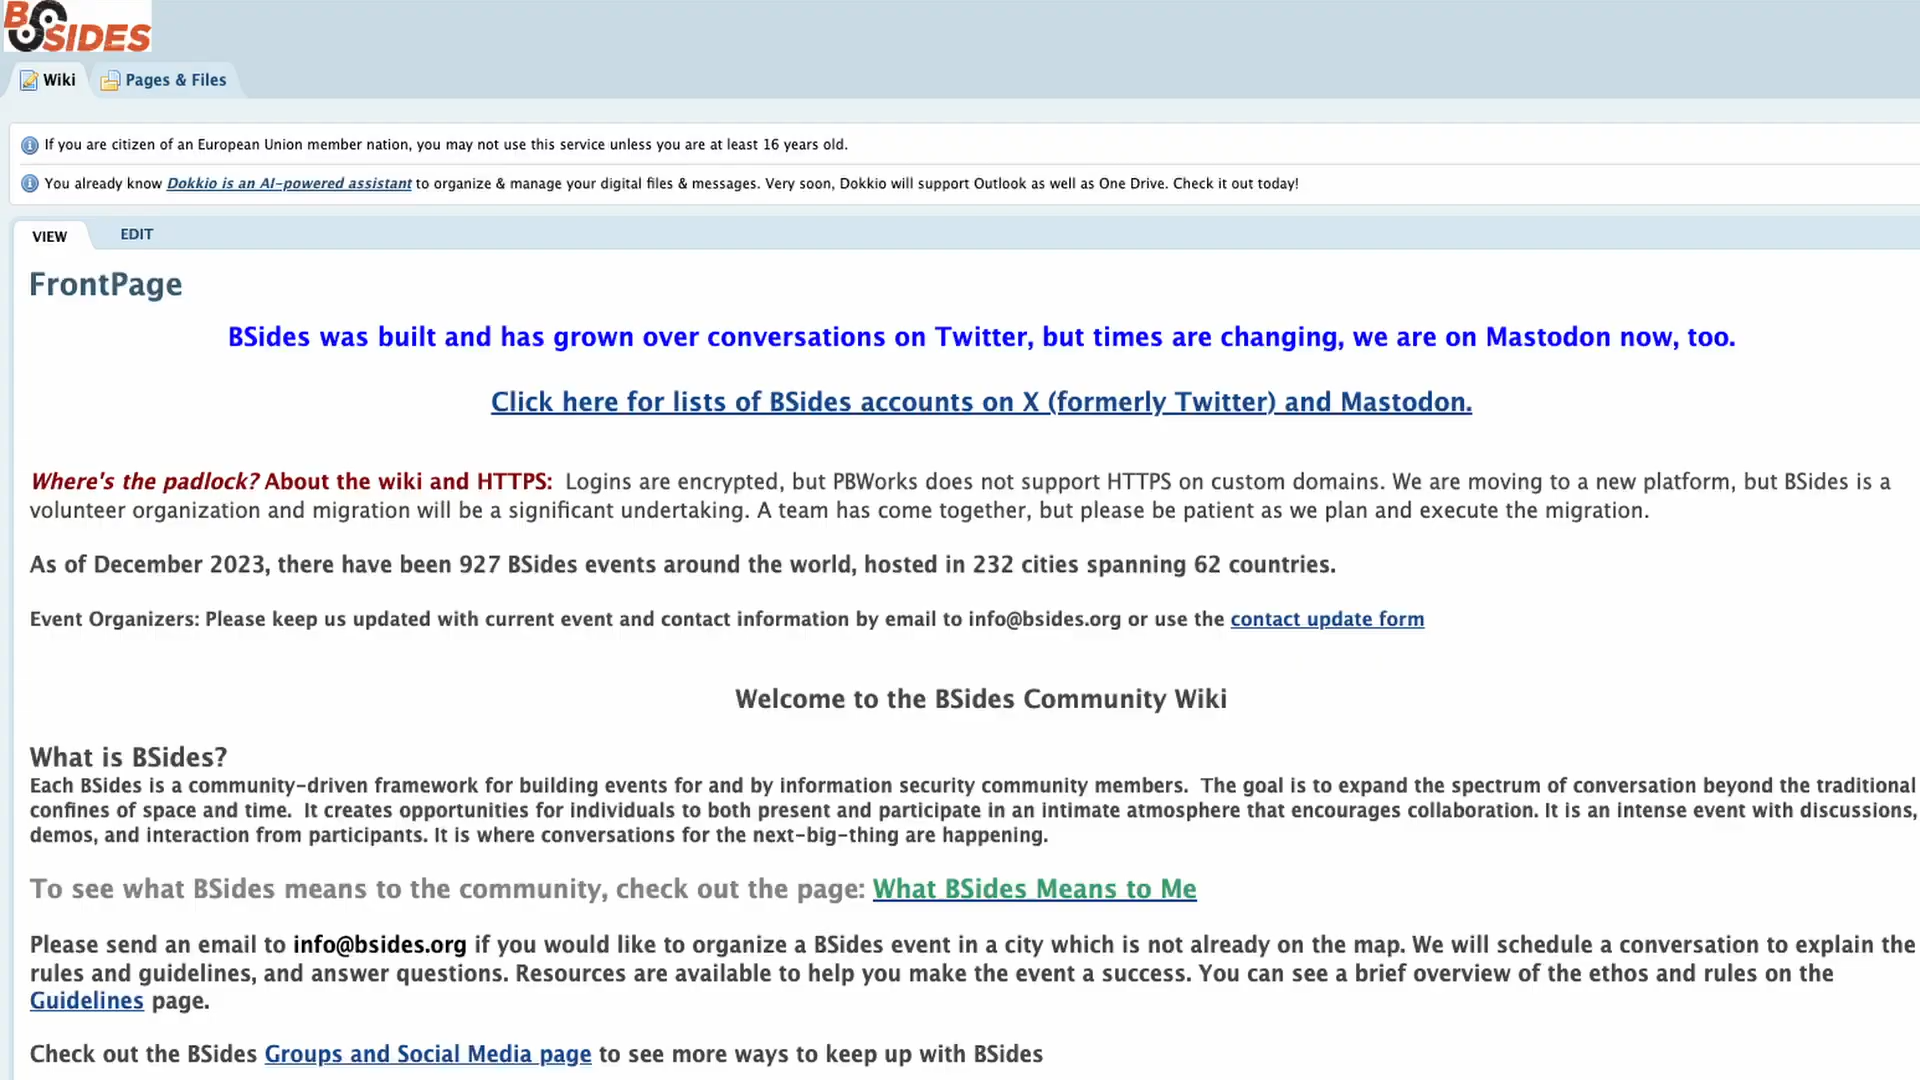 BSIDES
Wiki
Pages & Files
If you are citizen of an European Union member nation, you may not use this service unless you are at least 16 years old.
You already know Dokkio is an AI-powered assistant to organize & manage your digital files & messages. Very soon, Dokkio will support Outlook as well as One Drive. Check it out today!
VIEW
EDIT
FrontPage
BSides was built and has grown over conversations on Twitter, but times are changing, we are on Mastodon now, too.
Click here for lists of BSides accounts on X (formerly Twitter) and Mastodon.
Where's the padlock? About the wiki and HTTPS: Logins are encrypted, but PBWorks does not support HTTPS on custom domains. We are moving to a new platform, but BSides is a
volunteer organization and migration will be a significant undertaking. A team has come together, but please be patient as we plan and execute the migration.
As of December 2023, there have been 927 BSides events around the world, hosted in 232 cities spanning 62 countries.
Event Organizers: Please keep us updated with current event and contact information by email to info@bsides.org or use the contact update form
Welcome to the BSides Community Wiki
What is BSides?
Each BSides is a community-driven framework for building events for and by information security community members. The goal is to expand the spectrum of conversation beyond the traditional
confines of space and time. It creates opportunities for individuals to both present and participate in an intimate atmosphere that encourages collaboration. It is an intense event with discussions,
demos, and interaction from participants. It is where conversations for the next-big-thing are happening.
To see what BSides means to the community, check out the page: What BSides Means to Me
Please send an email to info@bsides.org if you would like to organize a BSides event in a city which is not already on the map. We will schedule a conversation to explain the
rules and guidelines, and answer questions. Resources are available to help you make the event a success. You can see a brief overview of the ethos and rules on the
Guidelines page.
Check out the BSides Groups and Social Media page to see more ways to keep up with BSides